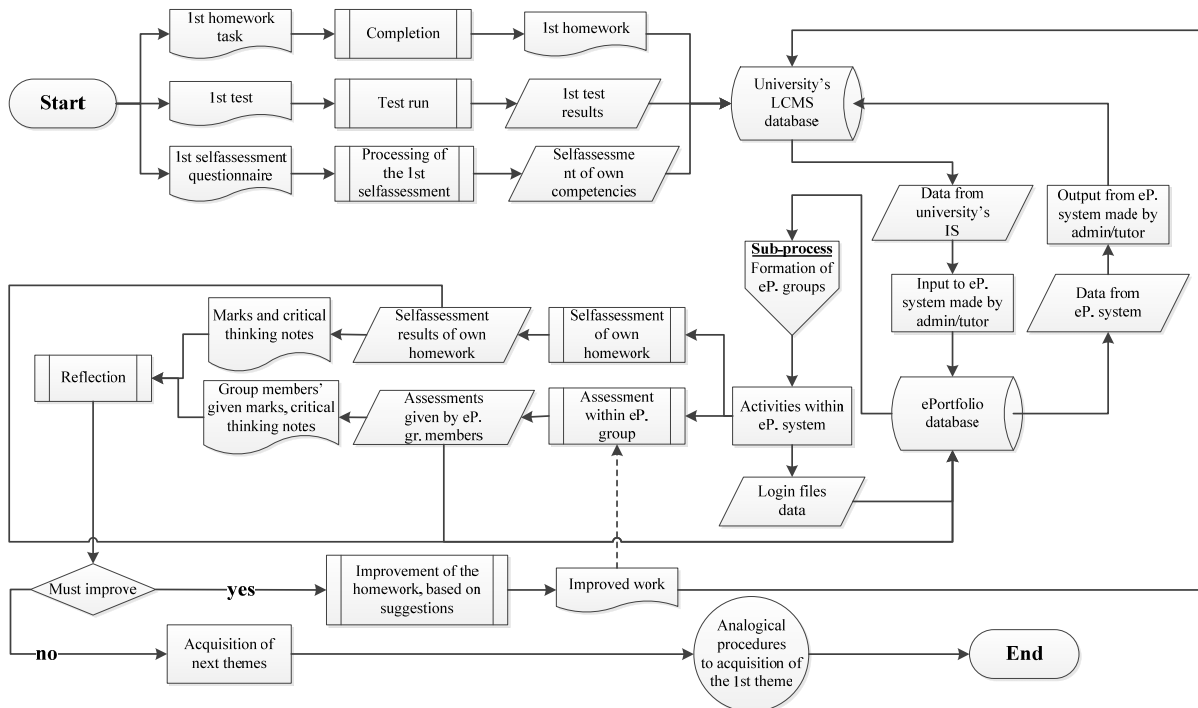 1st homework
task
Completion
1st homework
Start
1st test
Test run
1st test
results
1st selfassessment
questionnaire
Processing of
the 1st
selfassessment
Selfassessme
nt of own
competencies
University's
LCMS
database
Data from
university's
IS
Output from eP.
system made by
admin/tutor
Sub-process
Formation of
eP. groups
Input to eP.
system made by
admin/tutor
Data from
eP. system
Marks and critical
thinking notes
Selfassessment
results of own
homework
Selfassessment
of own
homework
Reflection
Group members'
given marks, critical
thinking notes
Assessments
given by eP.
gr. members
Assessment
within eP.
group
Activities within
eP. system
ePortfolio
database
Login files
data
Must improve
yes
Improvement of the
homework, based on
suggestions
Improved work
no
Acquisition of
next themes
Analogical
procedures
to acquisition of
the 1st theme
End